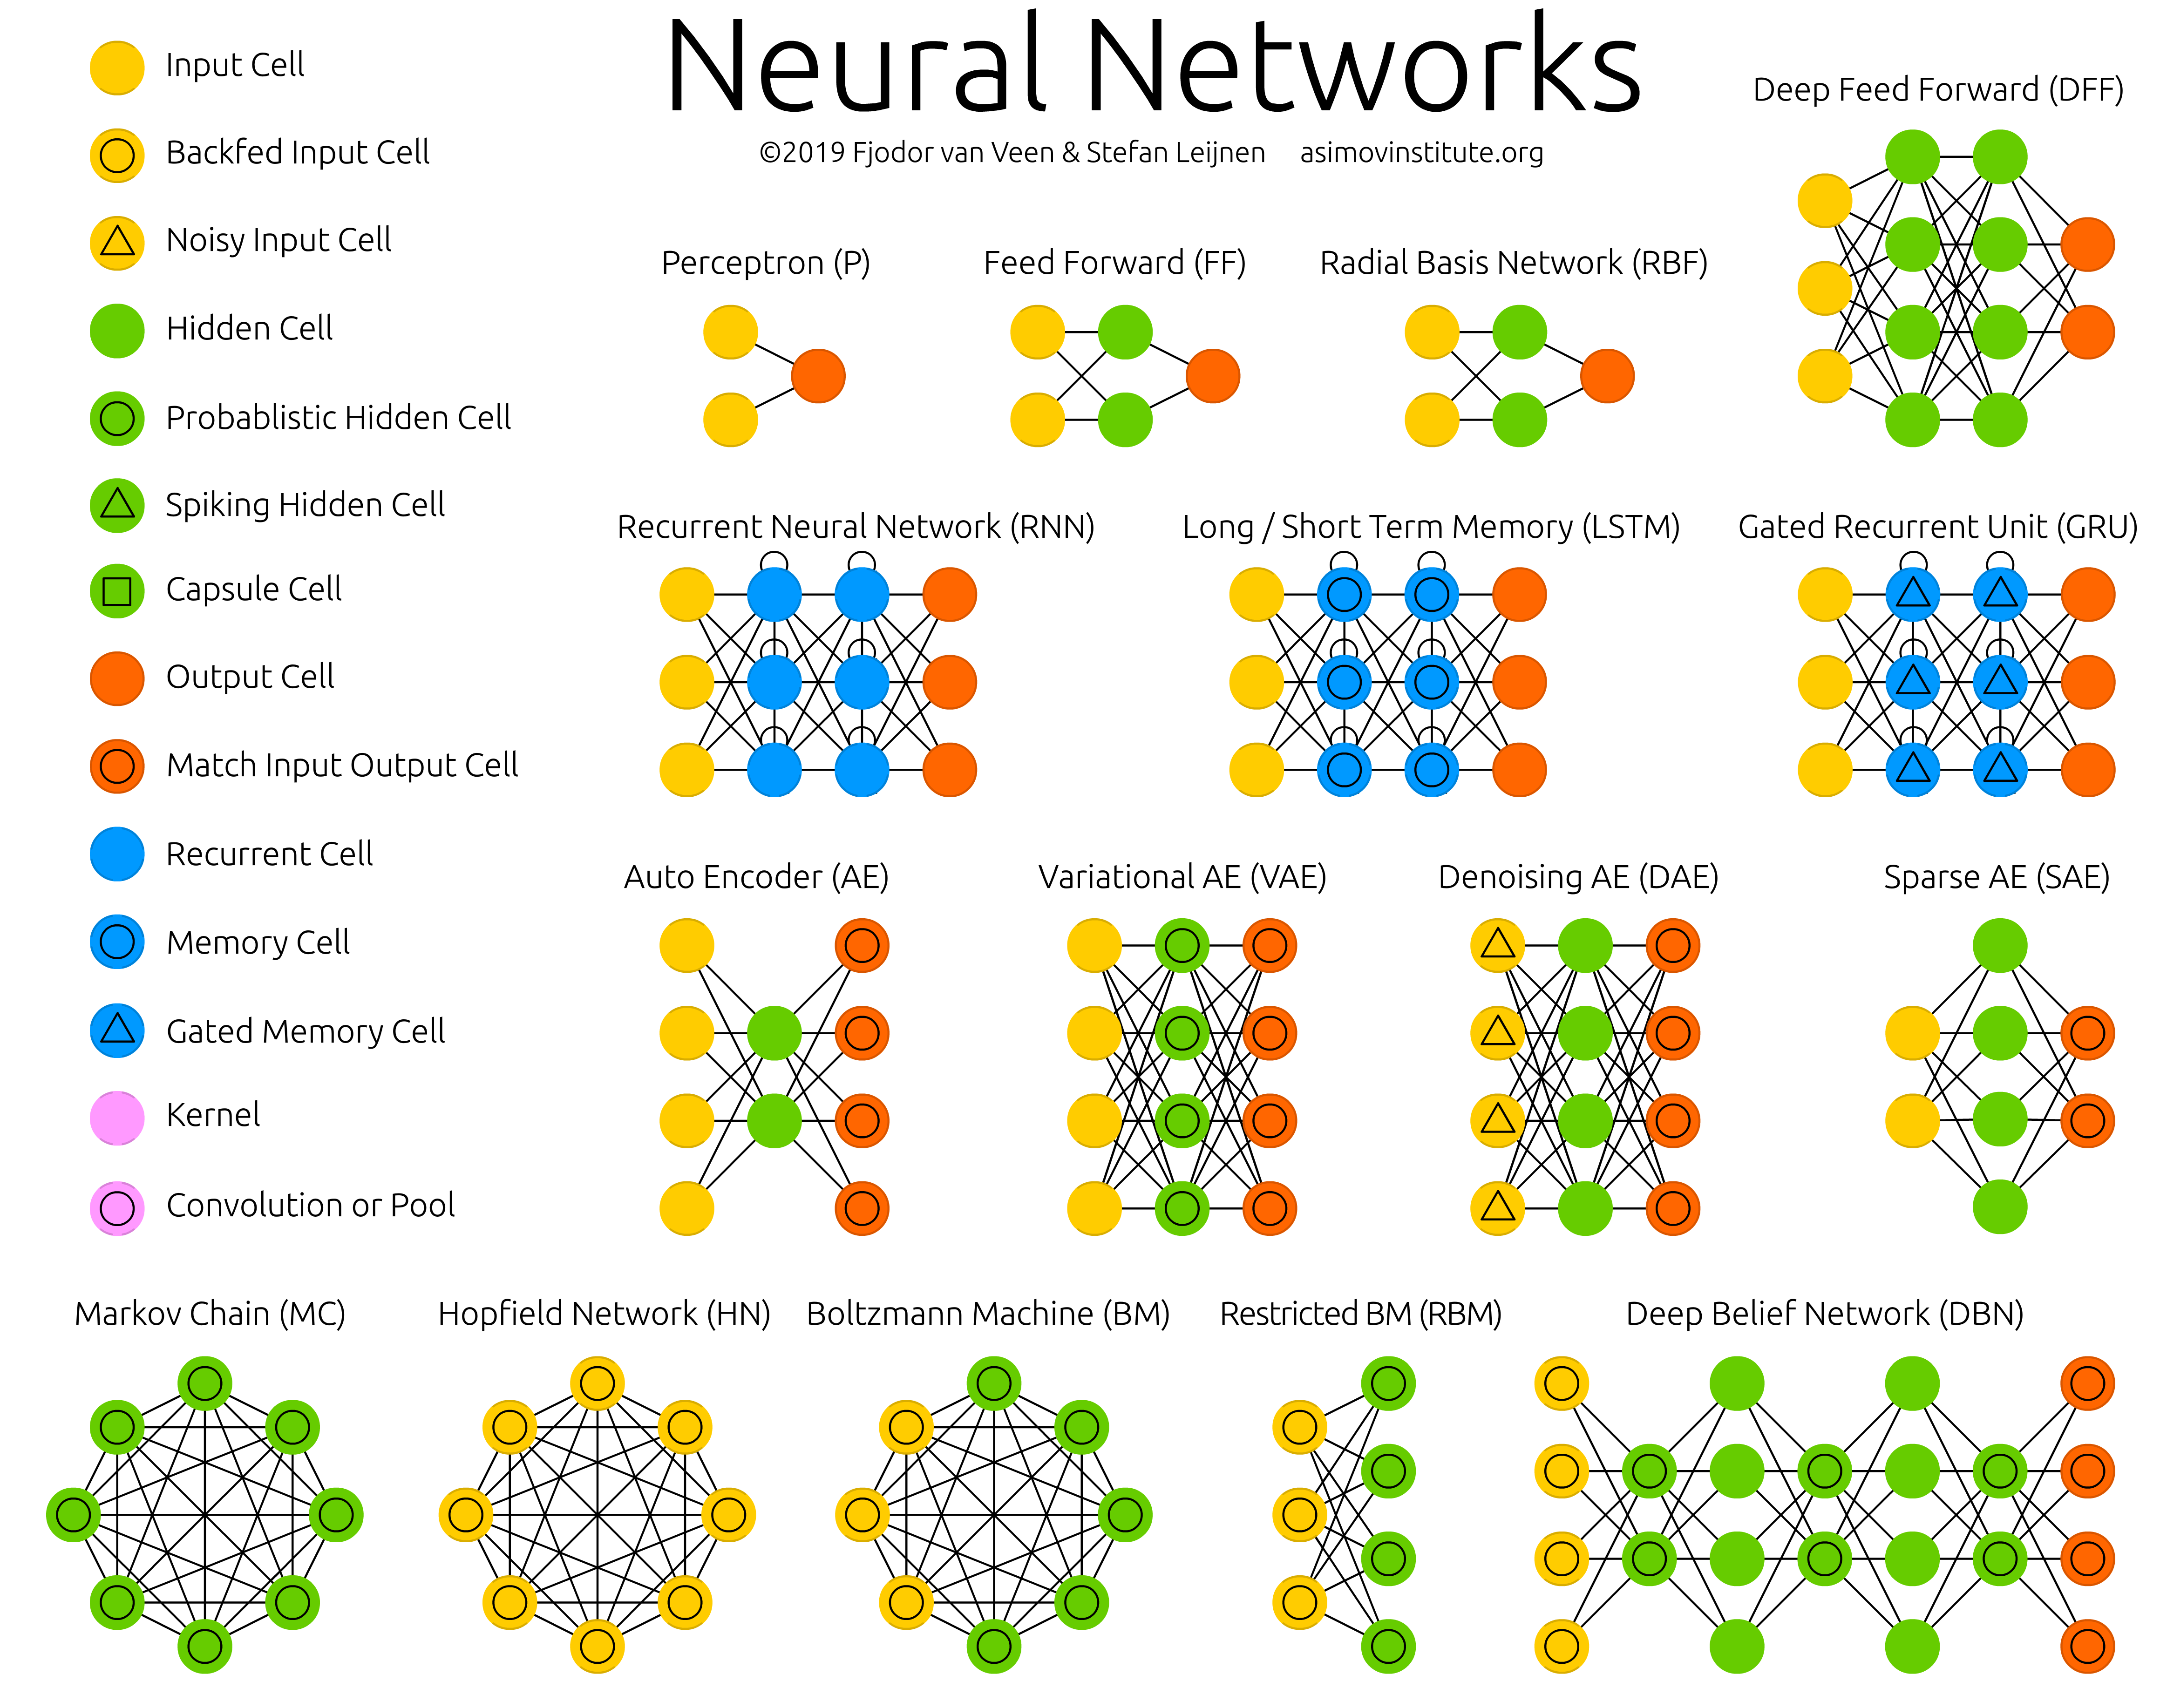 Neural Networks
©2019 Fjodor van Veen & Stefan Leijnen asimovinstitute.org
Input Cell
Backfed Input Cell
Noisy Input Cell
Hidden Cell
Probablistic Hidden Cell
Spiking Hidden Cell
Capsule Cell
Output Cell
Match Input Output Cell
Recurrent Cell
Memory Cell
Gated Memory Cell
Kernel
Convolution or Pool
Deep Feed Forward (DFF)
Perceptron (P)
Feed Forward (FF)
Radial Basis Network (RBF)
Recurrent Neural Network (RNN)
Long / Short Term Memory (LSTM)
Gated Recurrent Unit (GRU)
Auto Encoder (AE)
Variational AE (VAE)
Denoising AE (DAE)
Sparse AE (SAE)
Markov Chain (MC)
Hopfield Network (HN)
Boltzmann Machine (BM)
Restricted BM (RBM)
Deep Belief Network (DBN)